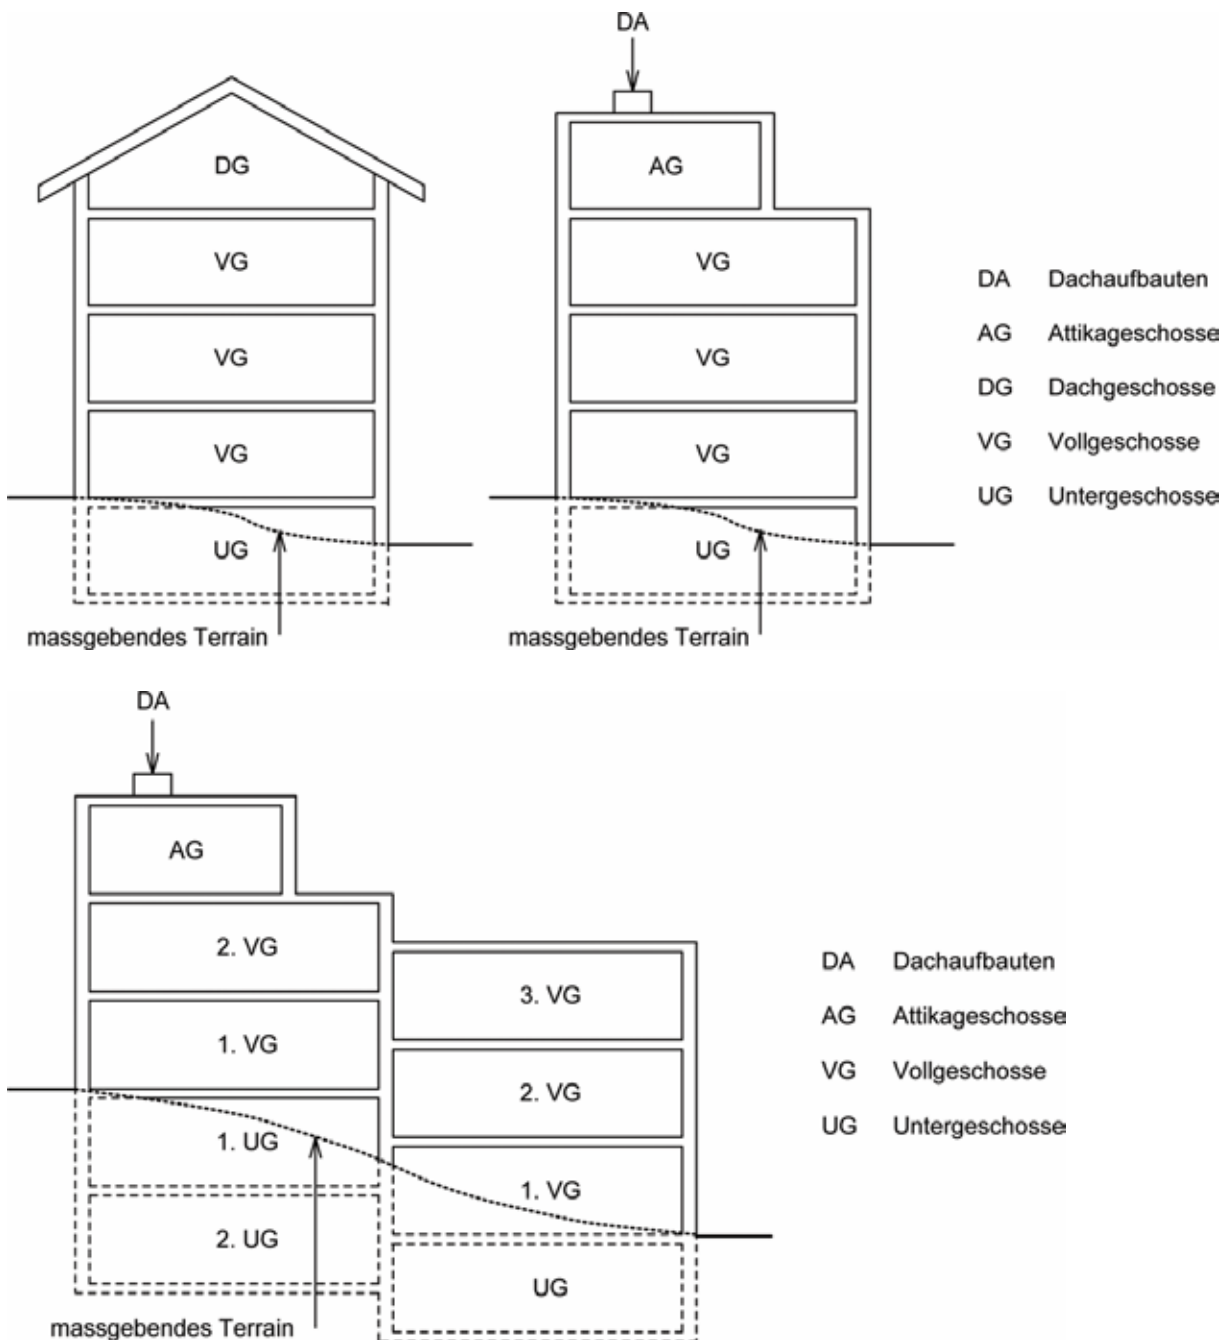 DA
DG
AG
VG
VG
DA Dachaufbauten
AG Attikageschosse
VG
VG
DG Dachgeschosse
VG
VG
VG Vollgeschosse
UG Untergeschosse
UG
UG
massgebendes Terrain
massgebendes Terrain
DA
AG
2. VG
DA Dachaufbauten
3. VG
AG Attikageschosse
1. VG
VG Vollgeschosse
2. VG
UG Untergeschosse
1. UG
1. VG
2. UG
UG
massgebendes Terrain